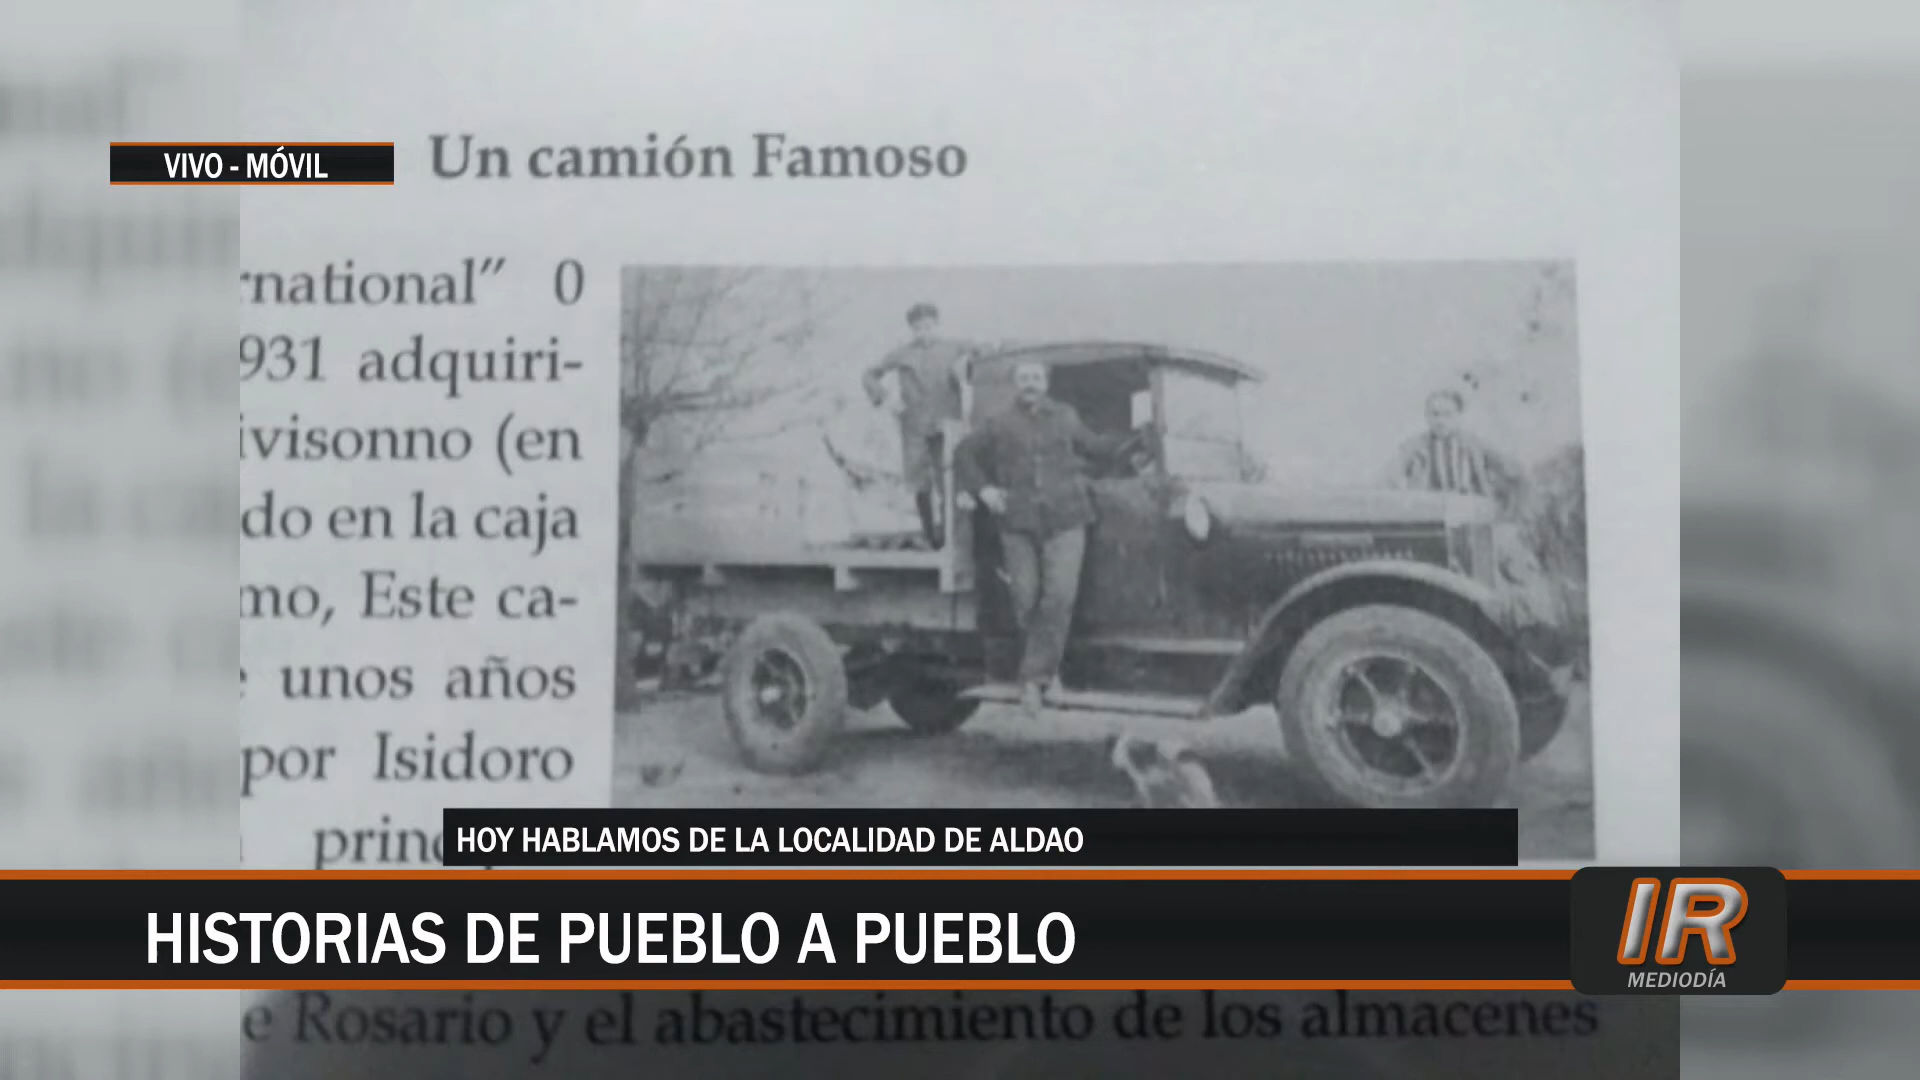 VIVO - MÓVIL
Un camión Famoso
rnational" 0
931 adquiri-
ivisonno (en
do en la caja
mo, Este ca-
unos años
por Isidoro
HOY HABLAMOS DE LA LOCALIDAD DE ALDAO
HISTORIAS DE PUEBLO A PUEBLO
IR
MEDIODÍA
e Rosario y el abastecimiento de los almacenes